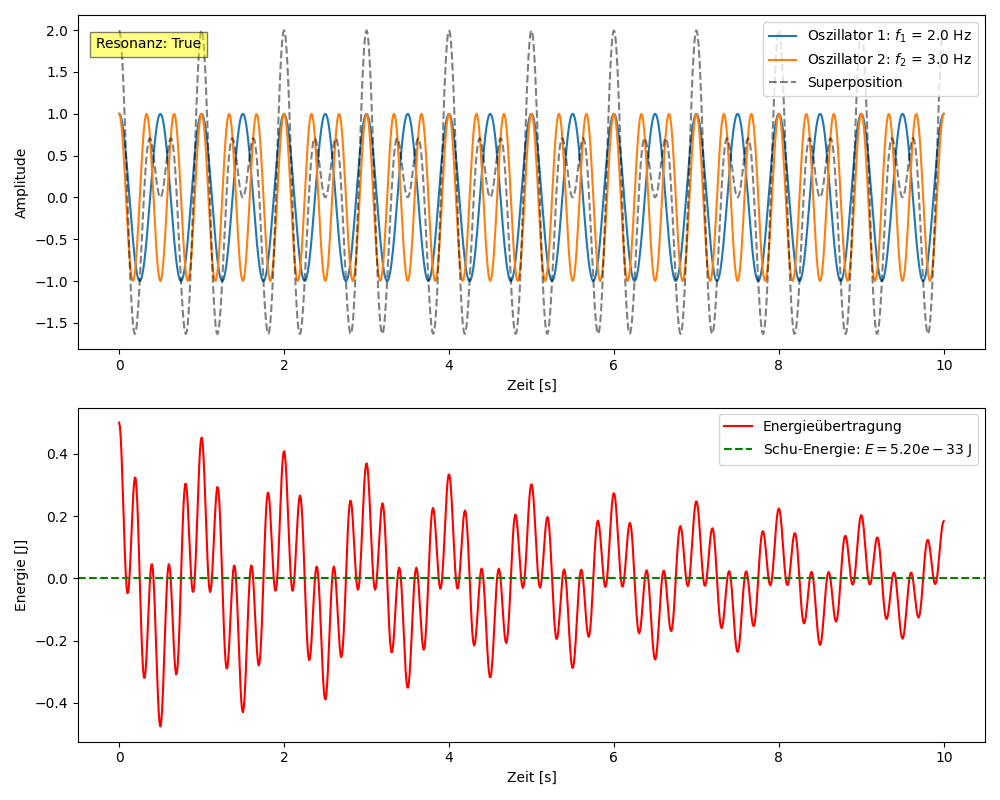 2.0
1.5
1.0
0.5
0.0
−0.5
−1.0
−1.5
Amplitude
Resonanz: True
Oszillator 1: f₁ = 2.0 Hz
Oszillator 2: f₂ = 3.0 Hz
Superposition
0 2 4 6 8 10
Zeit [s]
0.4
0.2
0.0
−0.2
−0.4
Energie [J]
Energieübertragung
Schu-Energie: E = 5.20e − 33 J
0 2 4 6 8 10
Zeit [s]